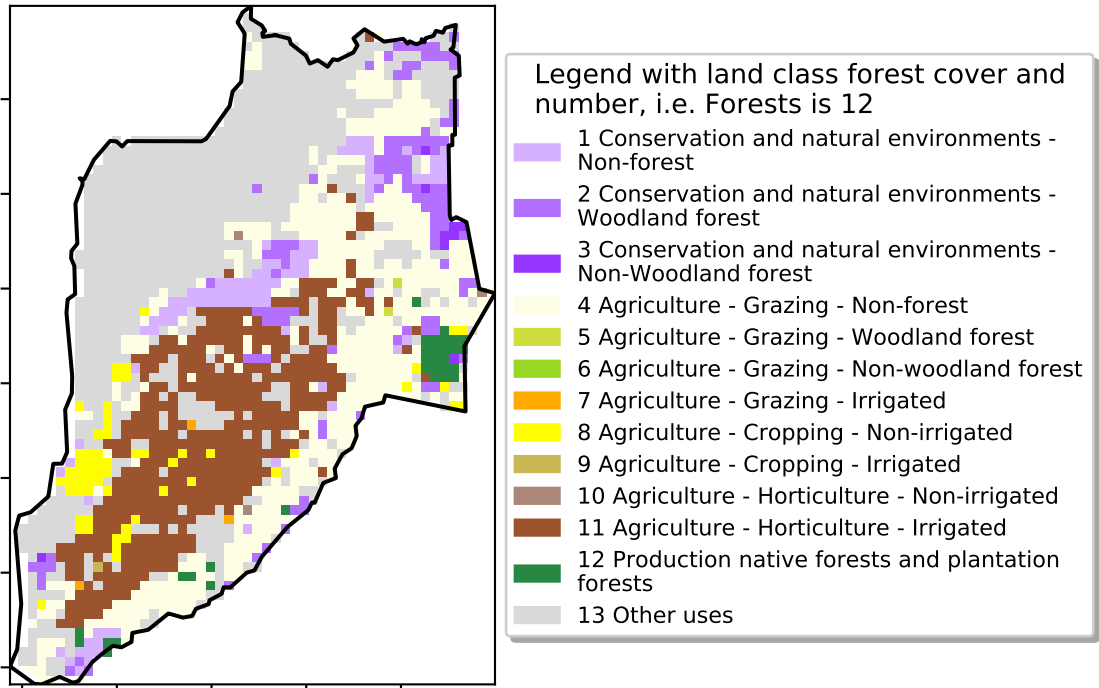 Legend with land class forest cover and
number, i.e. Forests is 12
1 Conservation and natural environments -
Non-forest
2 Conservation and natural environments -
Woodland forest
3 Conservation and natural environments -
Non-Woodland forest
4 Agriculture - Grazing - Non-forest
5 Agriculture - Grazing - Woodland forest
6 Agriculture - Grazing - Non-woodland forest
7 Agriculture - Grazing - Irrigated
8 Agriculture - Cropping - Non-irrigated
9 Agriculture - Cropping - Irrigated
10 Agriculture - Horticulture - Non-irrigated
11 Agriculture - Horticulture - Irrigated
12 Production native forests and plantation
forests
13 Other uses